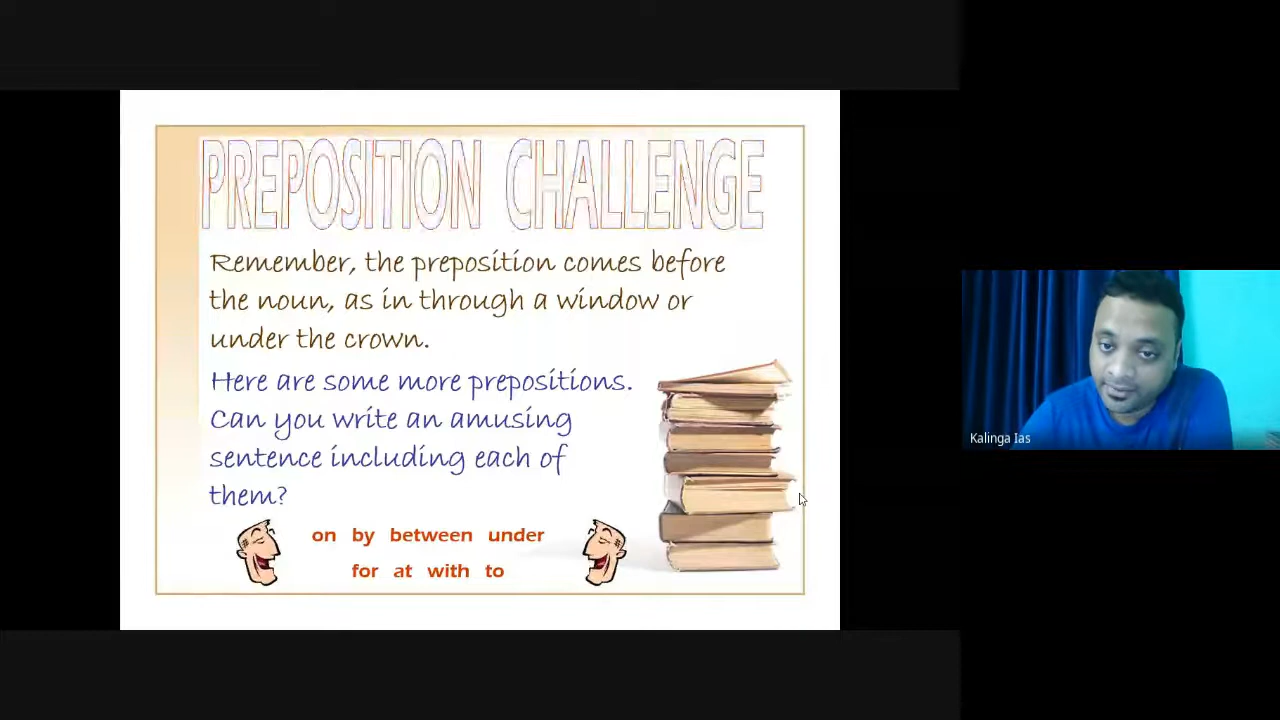 PREPOSITION CHALLENGE
Remember, the preposition comes before
the noun, as in through a window or
under the crown.
Here are some more prepositions.
Can you write an amusing
sentence including each of
them?
on by between under
for at with to
Kalinga Ias